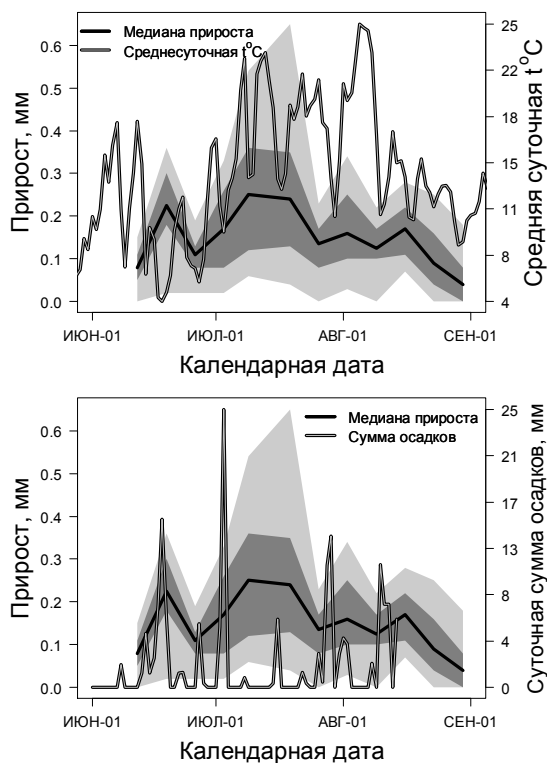 Медиана прироста
Среднесуточная t°C
Прирост, мм
0.6
0.5
0.4
0.3
0.2
0.1
0.0
25
22
18
15
11
8
4
Средняя суточная t°C
ИЮН-01
ИЮЛ-01
АВГ-01
СЕН-01
Календарная дата
Медиана прироста
Сумма осадков
Прирост, мм
0.6
0.5
0.4
0.3
0.2
0.1
0.0
25
21
17
13
8
4
0
Суточная сумма осадков, мм
ИЮН-01
ИЮЛ-01
АВГ-01
СЕН-01
Календарная дата